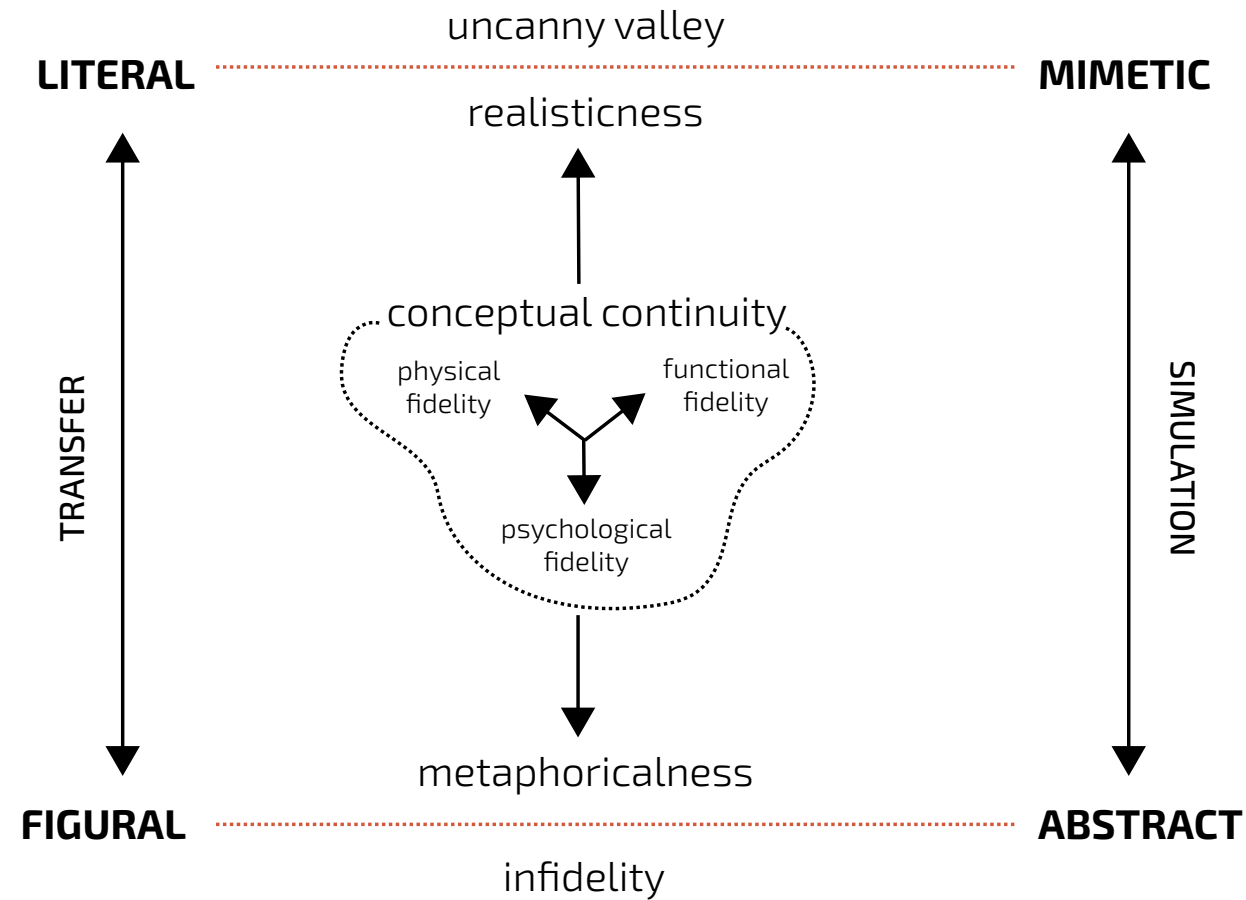 uncanny valley
LITERAL
MIMETIC
realisticness
conceptual continuity
physical
fidelity
functional
fidelity
TRANSFER
SIMULATION
psychological
fidelity
metaphoricalness
FIGURAL
ABSTRACT
infidelity